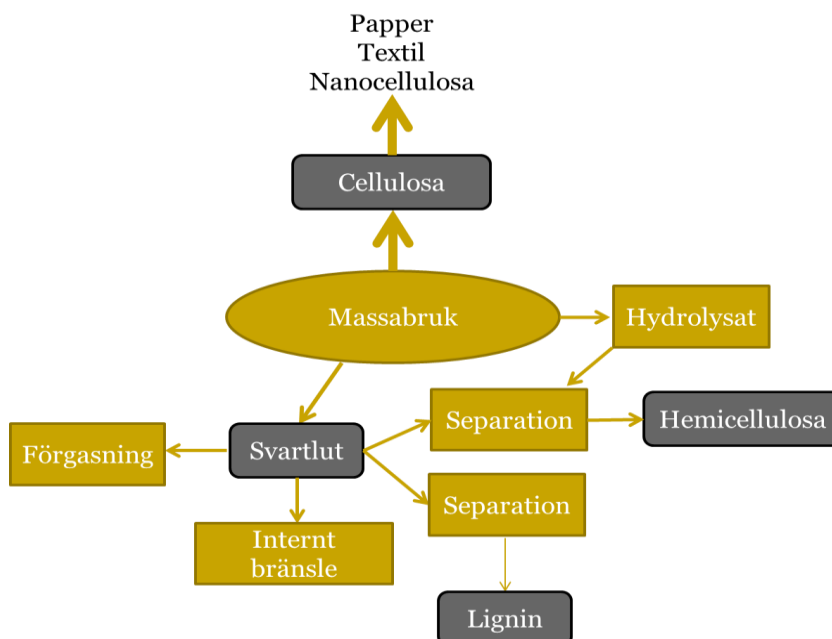 Papper
Textil
Nanocellulosa
Cellulosa
Massabruk
Hydrolysat
Separation
Hemicellulosa
Förgasning
Svartlut
Separation
Internt
bränsle
Lignin